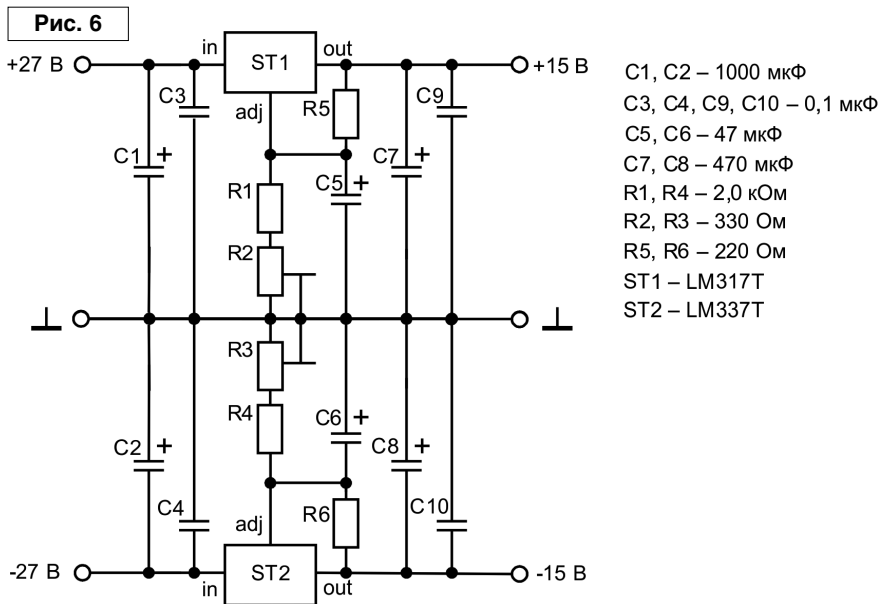 Рис. 6
in
out
+27 В
ST1
+15 В
C3
adj
R5
C9
C1
+
R1
C5
+
C7
+
R2
R3
R4
C6
+
C2
+
C8
+
C4
adj
R6
C10
-27 В
in
ST2
out
-15 В
C1, C2 – 1000 мкФ
C3, C4, C9, C10 – 0,1 мкФ
C5, C6 – 47 мкФ
C7, C8 – 470 мкФ
R1, R4 – 2,0 кОм
R2, R3 – 330 Ом
R5, R6 – 220 Ом
ST1 – LM317T
ST2 – LM337T